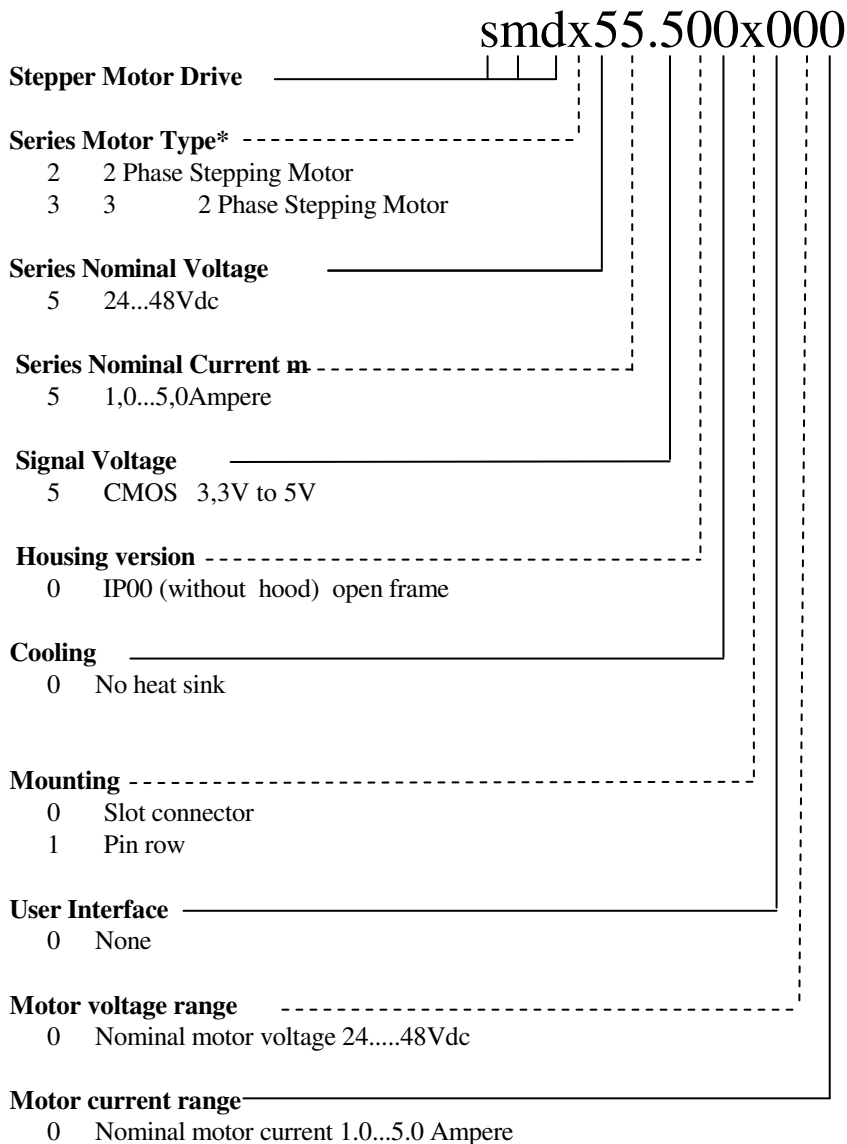 smdx55.500x000
Stepper Motor Drive
Series Motor Type*
2 2 Phase Stepping Motor
3 3 2 Phase Stepping Motor
Series Nominal Voltage
5 24...48Vdc
Series Nominal Current m
5 1,0...5,0Ampere
Signal Voltage
5 CMOS 3,3V to 5V
Housing version
0 IP00 (without hood) open frame
Cooling
0 No heat sink
Mounting
0 Slot connector
1 Pin row
User Interface
0 None
Motor voltage range
0 Nominal motor voltage 24.....48Vdc
Motor current range
0 Nominal motor current 1.0...5.0 Ampere